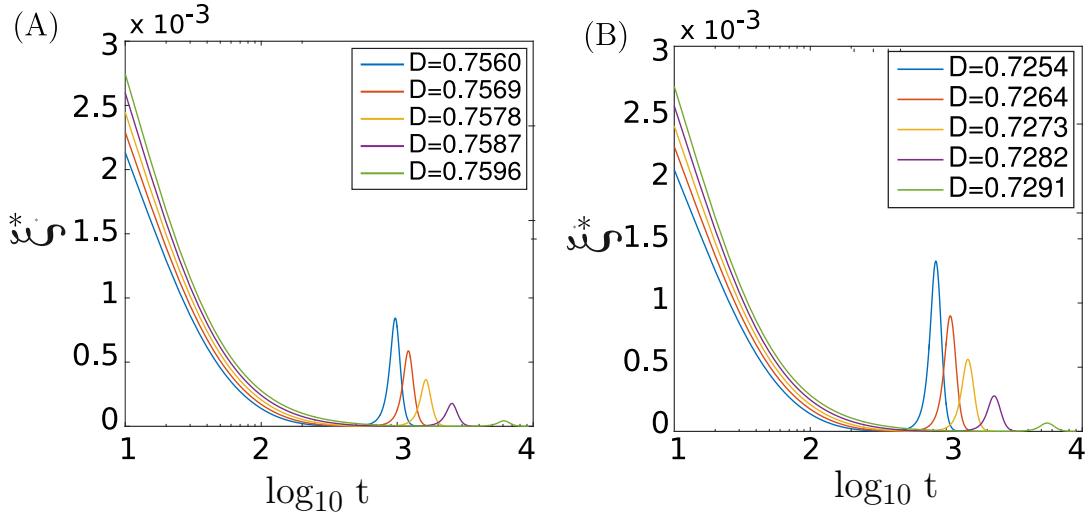 (A)
x 10⁻³
3
2.5
2
1.5
1
0.5
0
ξ̇*
1 2 3 4
log₁₀ t
D=0.7560
D=0.7569
D=0.7578
D=0.7587
D=0.7596
(B)
x 10⁻³
3
2.5
2
1.5
1
0.5
0
ξ̇*
1 2 3 4
log₁₀ t
D=0.7254
D=0.7264
D=0.7273
D=0.7282
D=0.7291